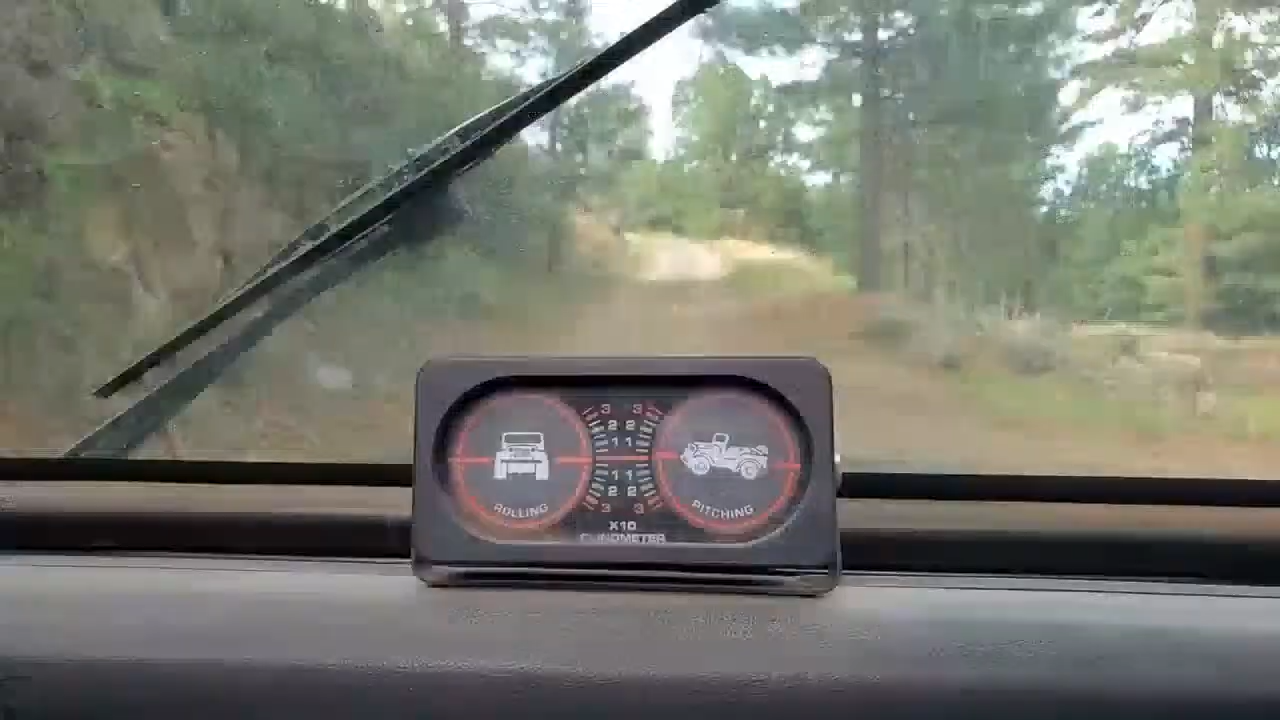 3 3
2 2
1 1
1 1
2 2
3 3
ROLLING
PITCHING
X10
CLINOMETER